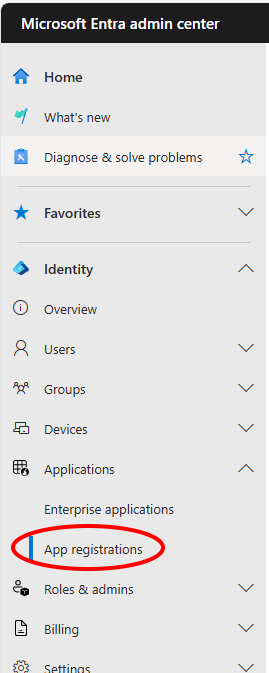 Microsoft Entra admin center
Home
What's new
Diagnose & solve problems
Favorites
Identity
Overview
Users
Groups
Devices
Applications
Enterprise applications
App registrations
Roles & admins
Billing
Settings